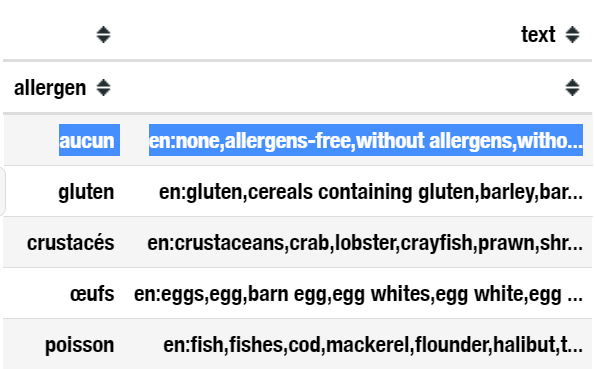 text
allergen
aucun en:none,allergens-free,without allergens,witho...
gluten en:gluten,cereals containing gluten,barley,bar...
crustacés en:crustaceans,crab,lobster,crayfish,prawn,shr...
œufs en:eggs,egg,barn egg,egg whites,egg white,egg ...
poisson en:fish,fishes,cod,mackerel,flounder,halibut,t...